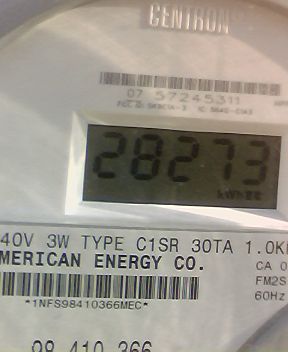 CENTRON
07 57245311
28273
kWh
40V 3W TYPE C1SR 30TA 1.0K
MERICAN ENERGY CO.
CA 0
FM2S
60Hz
*1NFS98410366MEC*
98 410 366